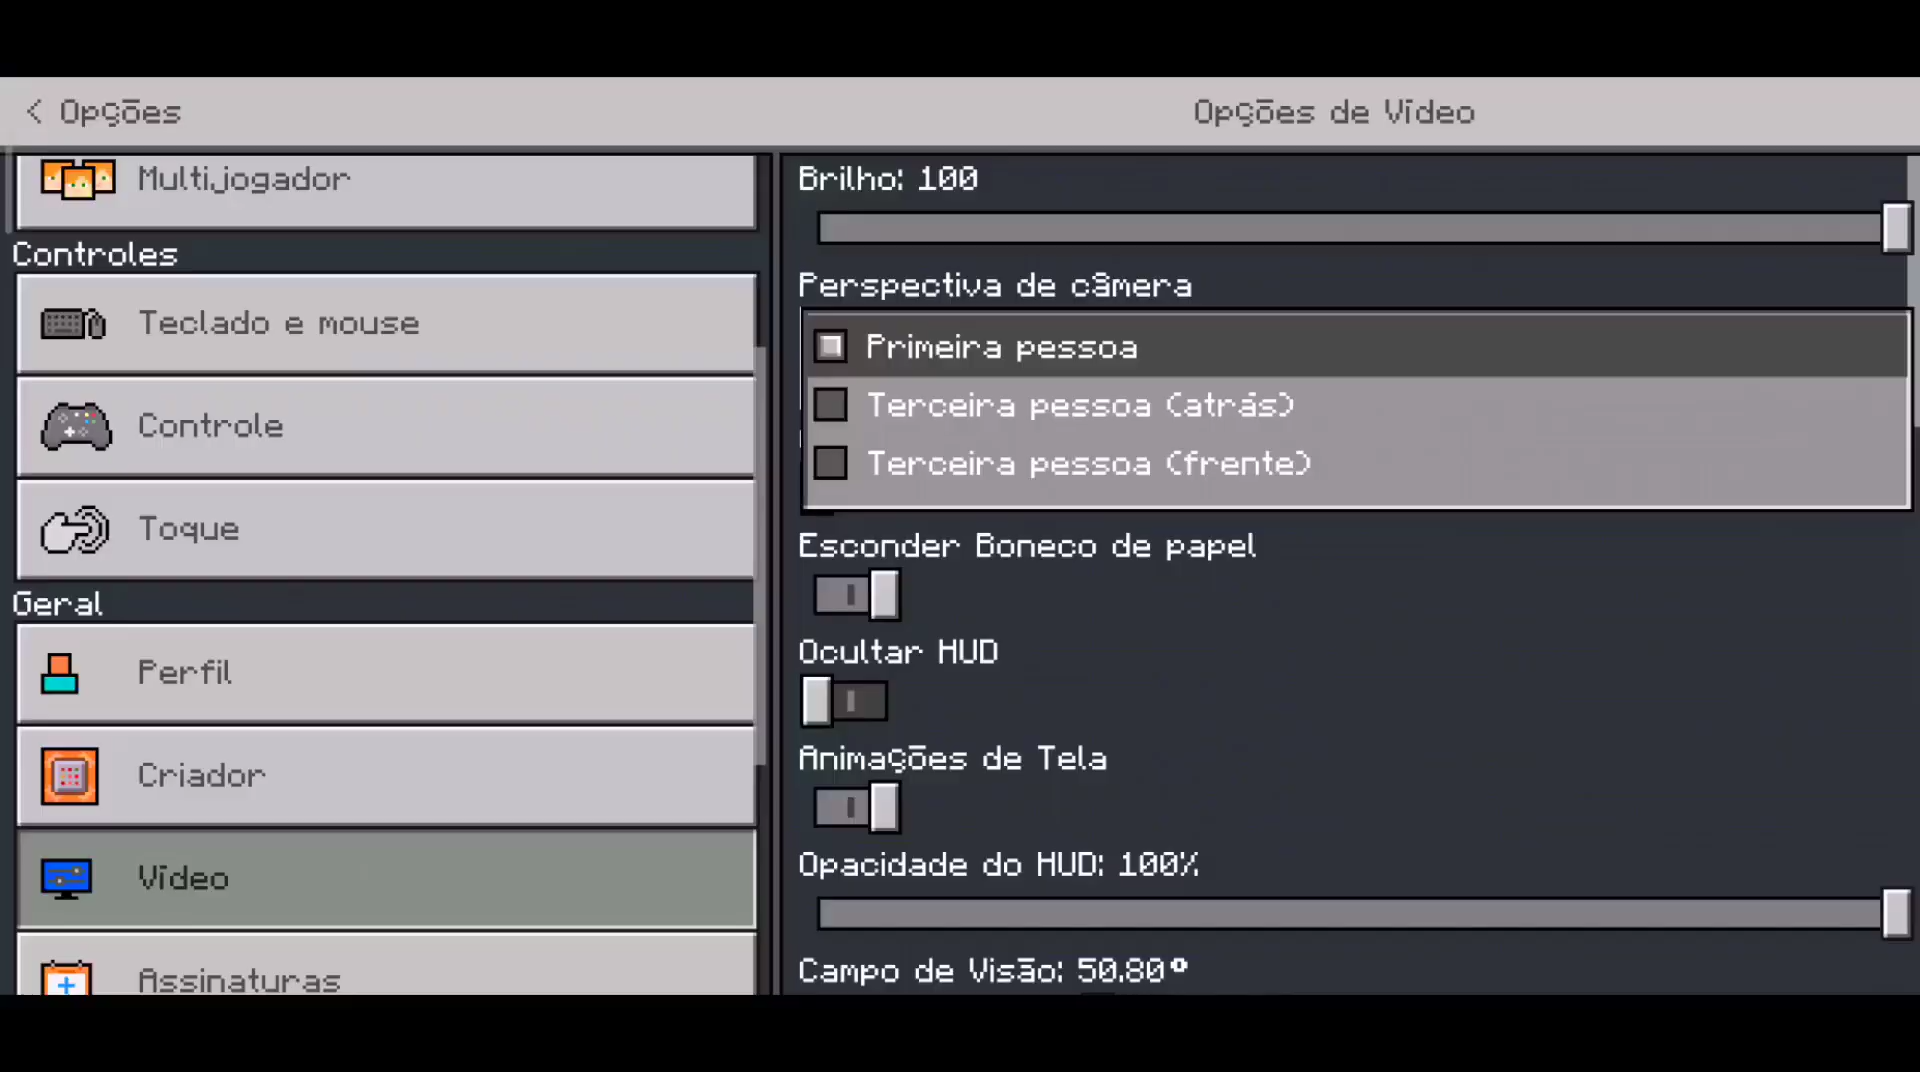 < Opções
Opções de Vídeo
Multijogador
Controles
Teclado e mouse
Controle
Toque
Geral
Perfil
Criador
Vídeo
Assinaturas
Brilho: 100
Perspectiva de câmera
Primeira pessoa
Terceira pessoa (atrás)
Terceira pessoa (frente)
Esconder Boneco de papel
Ocultar HUD
Animações de Tela
Opacidade do HUD: 100%
Campo de Visão: 50.80°